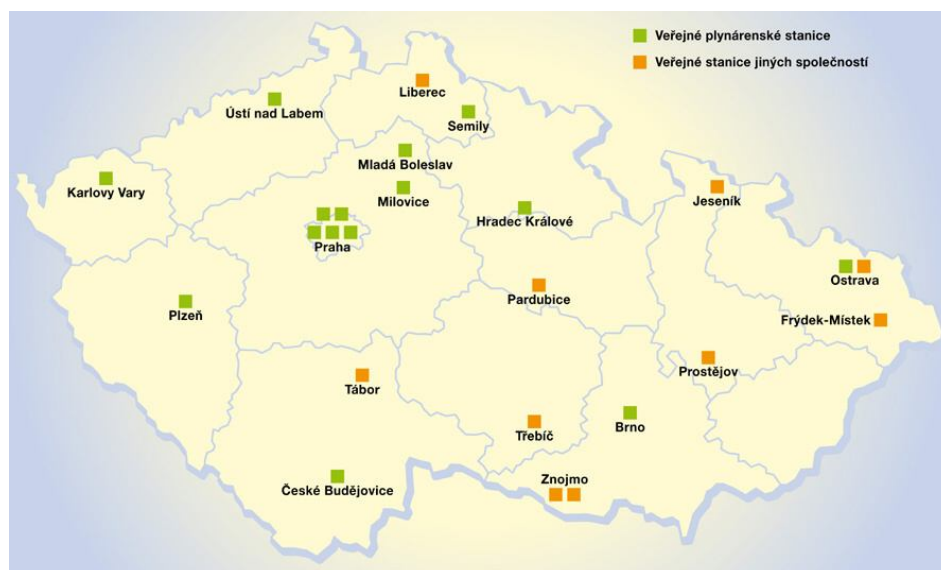 Veřejné plynárenské stanice
Veřejné stanice jiných společností
Liberec
Ústí nad Labem
Semily
Mladá Boleslav
Karlovy Vary
Milovice
Jeseník
Hradec Králové
Praha
Ostrava
Pardubice
Plzeň
Frýdek-Místek
Prostějov
Tábor
Třebíč
Brno
Znojmo
České Budějovice